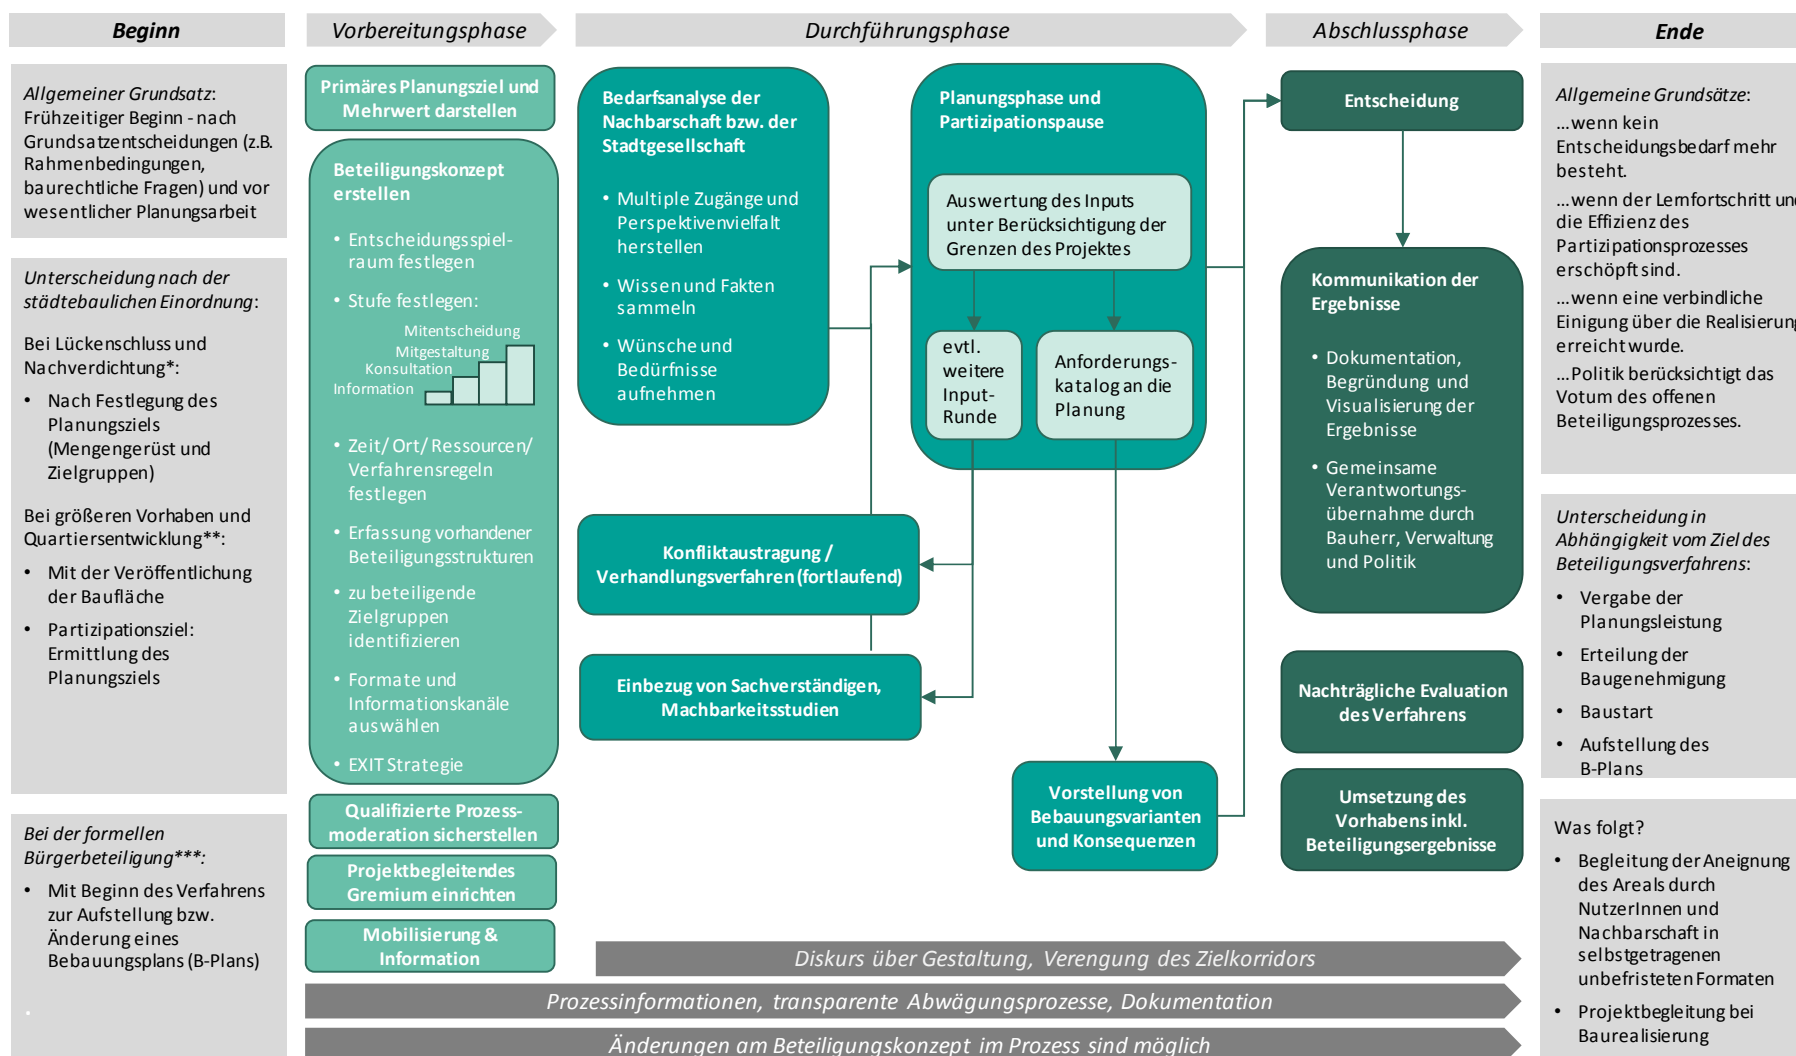 Beginn
Allgemeiner Grundsatz:
Frühzeitiger Beginn - nach
Grundsatzentscheidungen (z.B.
Rahmenbedingungen,
baurechtliche Fragen) und vor
wesentlicher Planungsarbeit
Unterscheidung nach der
städtebaulichen Einordnung:
Bei Lückenschluss und
Nachverdichtung*:
• Nach Festlegung des
Planungsziels
(Mengengerüst und
Zielgruppen)
Bei größeren Vorhaben und
Quartiersentwicklung**:
• Mit der Veröffentlichung
der Baufläche
• Partizipationsziel:
Ermittlung des
Planungsziels
Bei der formellen
Bürgerbeteiligung***:
• Mit Beginn des Verfahrens
zur Aufstellung bzw.
Änderung eines
Bebauungsplans (B-Plans)
Vorbereitungsphase
Primäres Planungsziel und
Mehrwert darstellen
Beteiligungskonzept
erstellen
• Entscheidungsspiel-
raum festlegen
• Stufe festlegen:
Mitentscheidung
Mitgestaltung
Konsultation
Information
• Zeit/ Ort/ Ressourcen/
Verfahrensregeln
festlegen
• Erfassung vorhandener
Beteiligungsstrukturen
• zu beteiligende
Zielgruppen
identifizieren
• Formate und
Informationskanäle
auswählen
• EXIT Strategie
Qualifizierte Prozess-
moderation sicherstellen
Projektbegleitendes
Gremium einrichten
Mobilisierung &
Information
Durchführungsphase
Bedarfsanalyse der
Nachbarschaft bzw. der
Stadtgesellschaft
• Multiple Zugänge und
Perspektivenvielfalt
herstellen
• Wissen und Fakten
sammeln
• Wünsche und
Bedürfnisse
aufnehmen
Konfliktaustragung /
Verhandlungsverfahren (fortlaufend)
Einbezug von Sachverständigen,
Machbarkeitsstudien
Planungsphase und
Partizipationspause
Auswertung des Inputs
unter Berücksichtigung der
Grenzen des Projektes
evtl.
weitere
Input-
Runde
Anforderungs-
katalog an die
Planung
Vorstellung von
Bebauungsvarianten
und Konsequenzen
Abschlussphase
Entscheidung
Kommunikation der
Ergebnisse
• Dokumentation,
Begründung und
Visualisierung der
Ergebnisse
• Gemeinsame
Verantwortungs-
übernahme durch
Bauherr, Verwaltung
und Politik
Nachträgliche Evaluation
des Verfahrens
Umsetzung des
Vorhabens inkl.
Beteiligungsergebnisse
Diskurs über Gestaltung, Verengung des Zielkorridors
Prozessinformationen, transparente Abwägungsprozesse, Dokumentation
Änderungen am Beteiligungskonzept im Prozess sind möglich
Ende
Allgemeine Grundsätze:
...wenn kein
Entscheidungsbedarf mehr
besteht.
...wenn der Lernfortschritt und
die Effizienz des
Partizipationsprozesses
erschöpft sind.
...wenn eine verbindliche
Einigung über die Realisierung
erreicht wurde.
...Politik berücksichtigt das
Votum des offenen
Beteiligungsprozesses.
Unterscheidung in
Abhängigkeit vom Ziel des
Beteiligungsverfahrens:
• Vergabe der
Planungsleistung
• Erteilung der
Baugenehmigung
• Baustart
• Aufstellung des
B-Plans
Was folgt?
• Begleitung der Aneignung
des Areals durch
NutzerInnen und
Nachbarschaft in
selbstgetragenen
unbefristeten Formaten
• Projektbegleitung bei
Baurealisierung